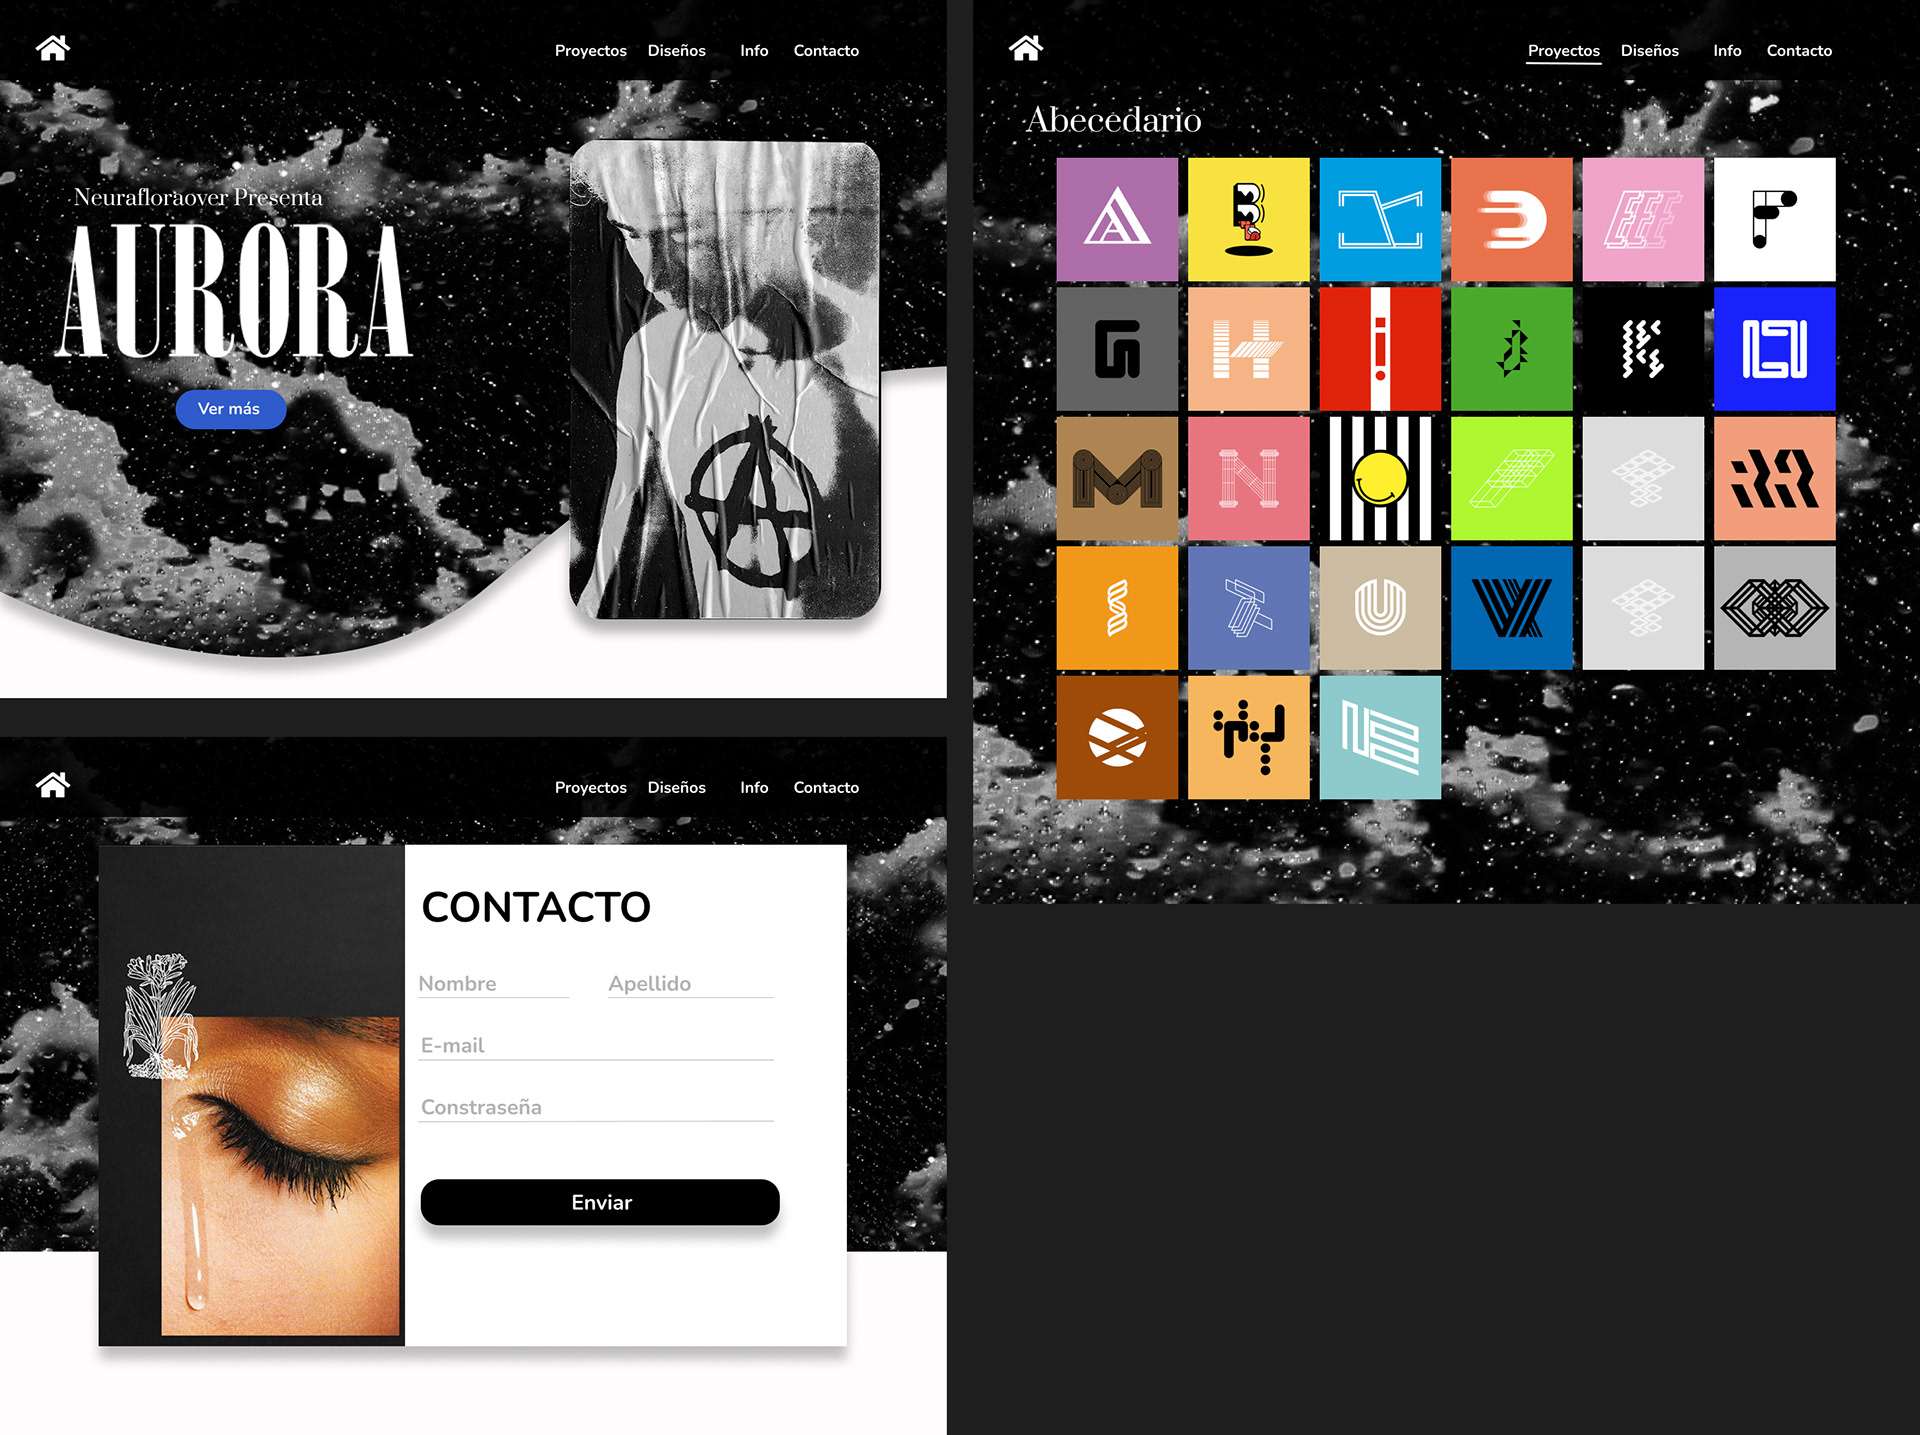 Proyectos Diseños Info Contacto
Neurafloraover Presenta
AURORA
Ver más
Proyectos Diseños Info Contacto
Abecedario
Proyectos Diseños Info Contacto
CONTACTO
Nombre Apellido
E-mail
Constraseña
Enviar